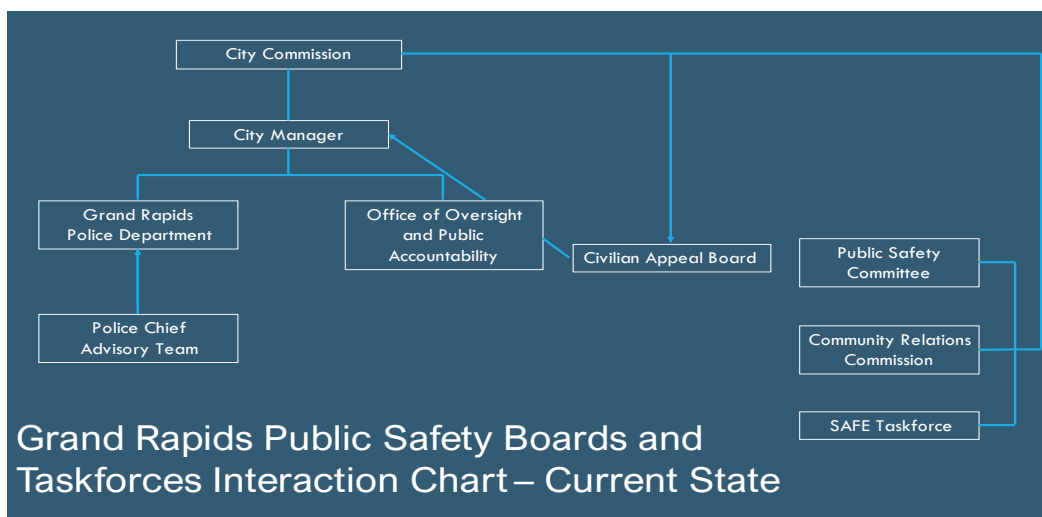 City Commission
City Manager
Grand Rapids
Police Department
Office of Oversight
and Public
Accountability
Civilian Appeal Board
Public Safety
Committee
Police Chief
Advisory Team
Community Relations
Commission
SAFE Taskforce
Grand Rapids Public Safety Boards and
Taskforces Interaction Chart – Current State